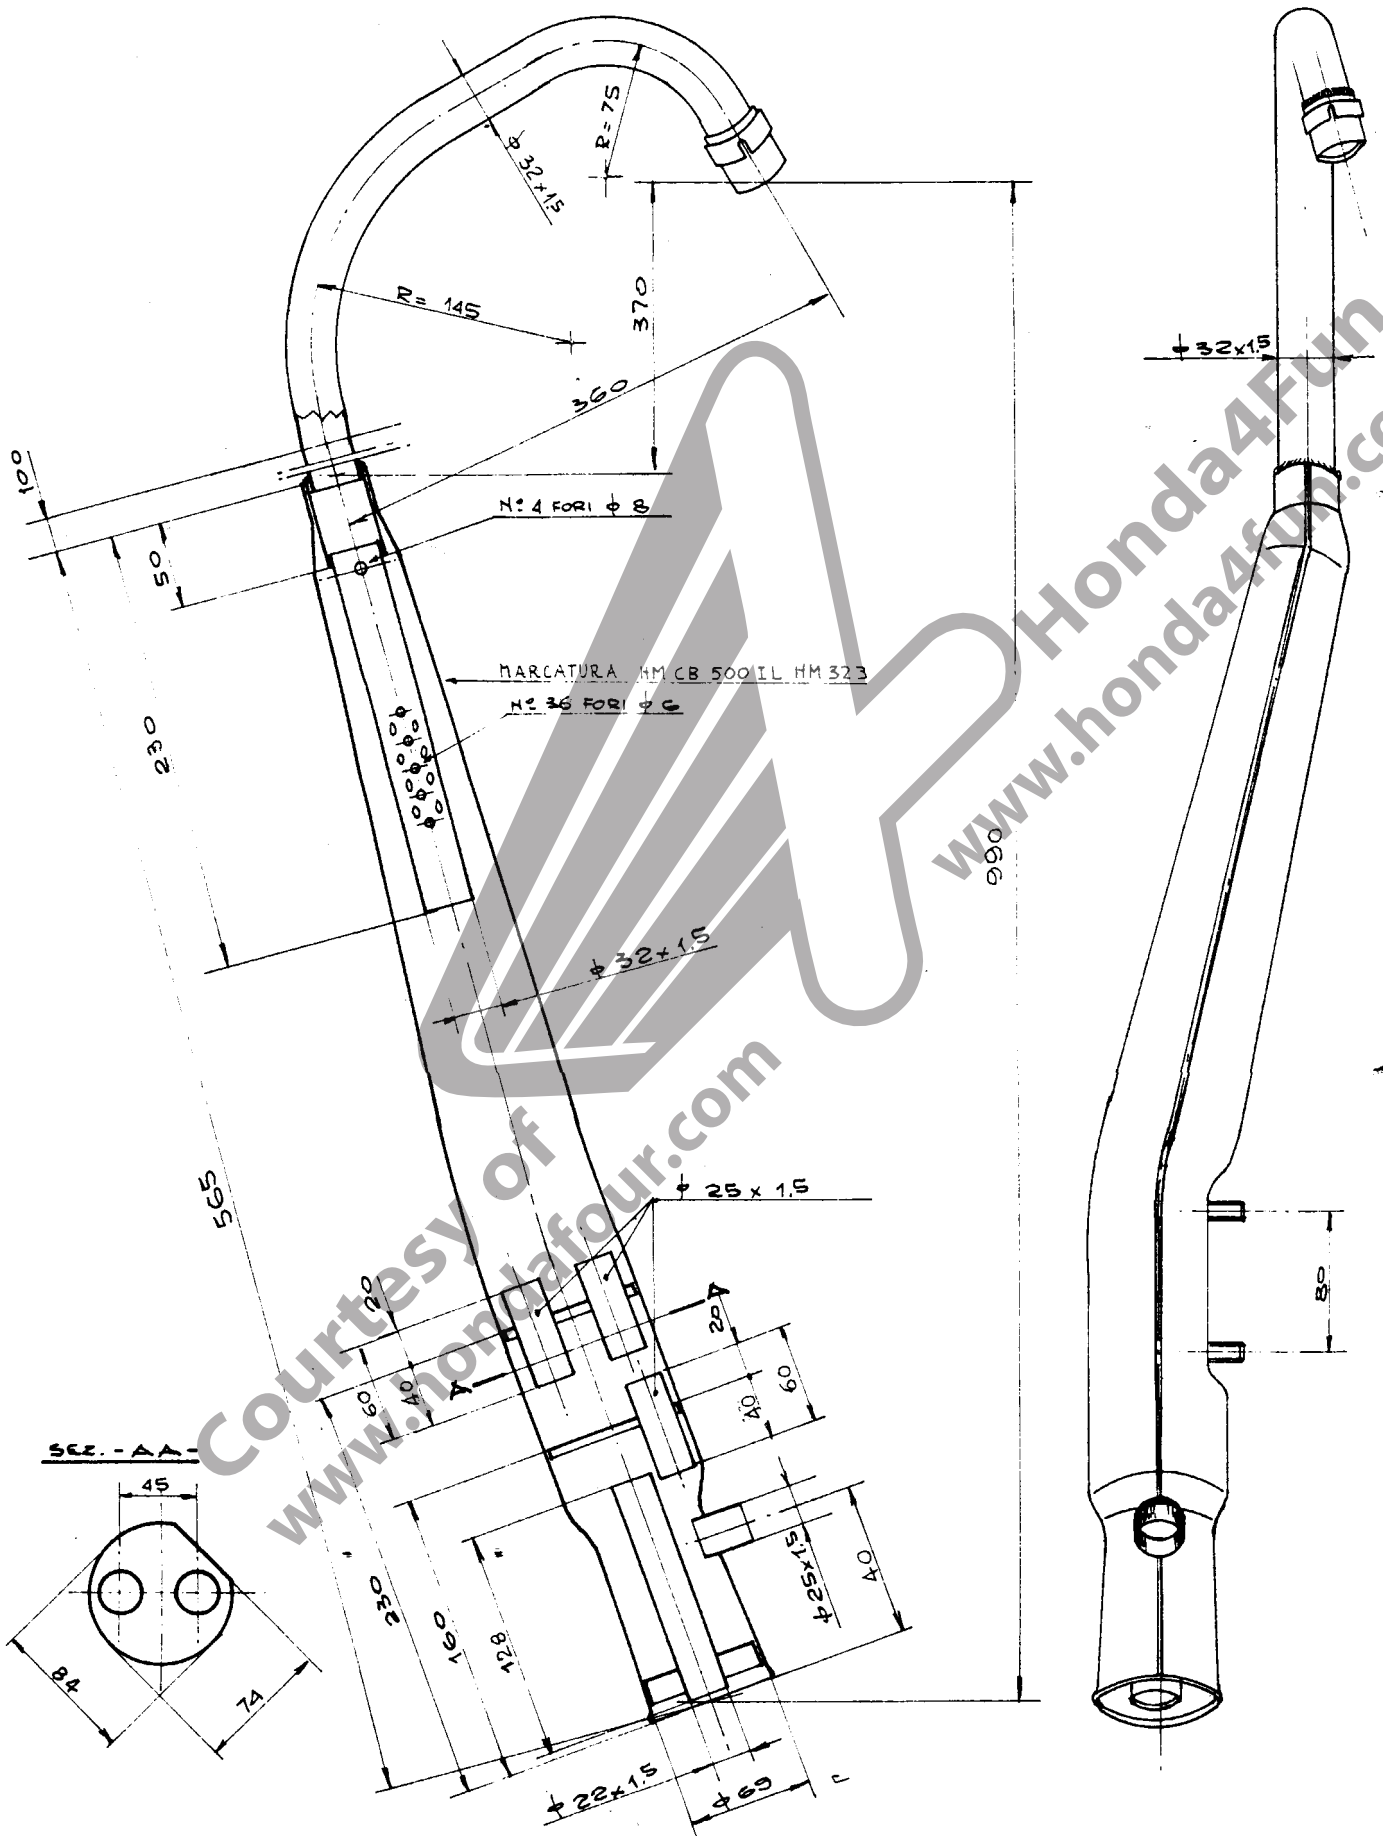 R=75
φ 32×1.5
R= 145
370
360
φ 32×1.5
100
Nº 4 FORI φ 8
50
MARCATURA HM CB 500 IL HM 323
Nº 36 FORI φ 6
230
990
φ 32×1.5
565
φ 25 × 1.5
20
A
20
60
40
A
60
40
80
SEZ. - A A -
45
84
74
230
160
128
φ25×1.5
40
φ 22×1.5
φ 69
Courtesy of
www.hondafour.com
Honda4Fun
www.honda4fun.co